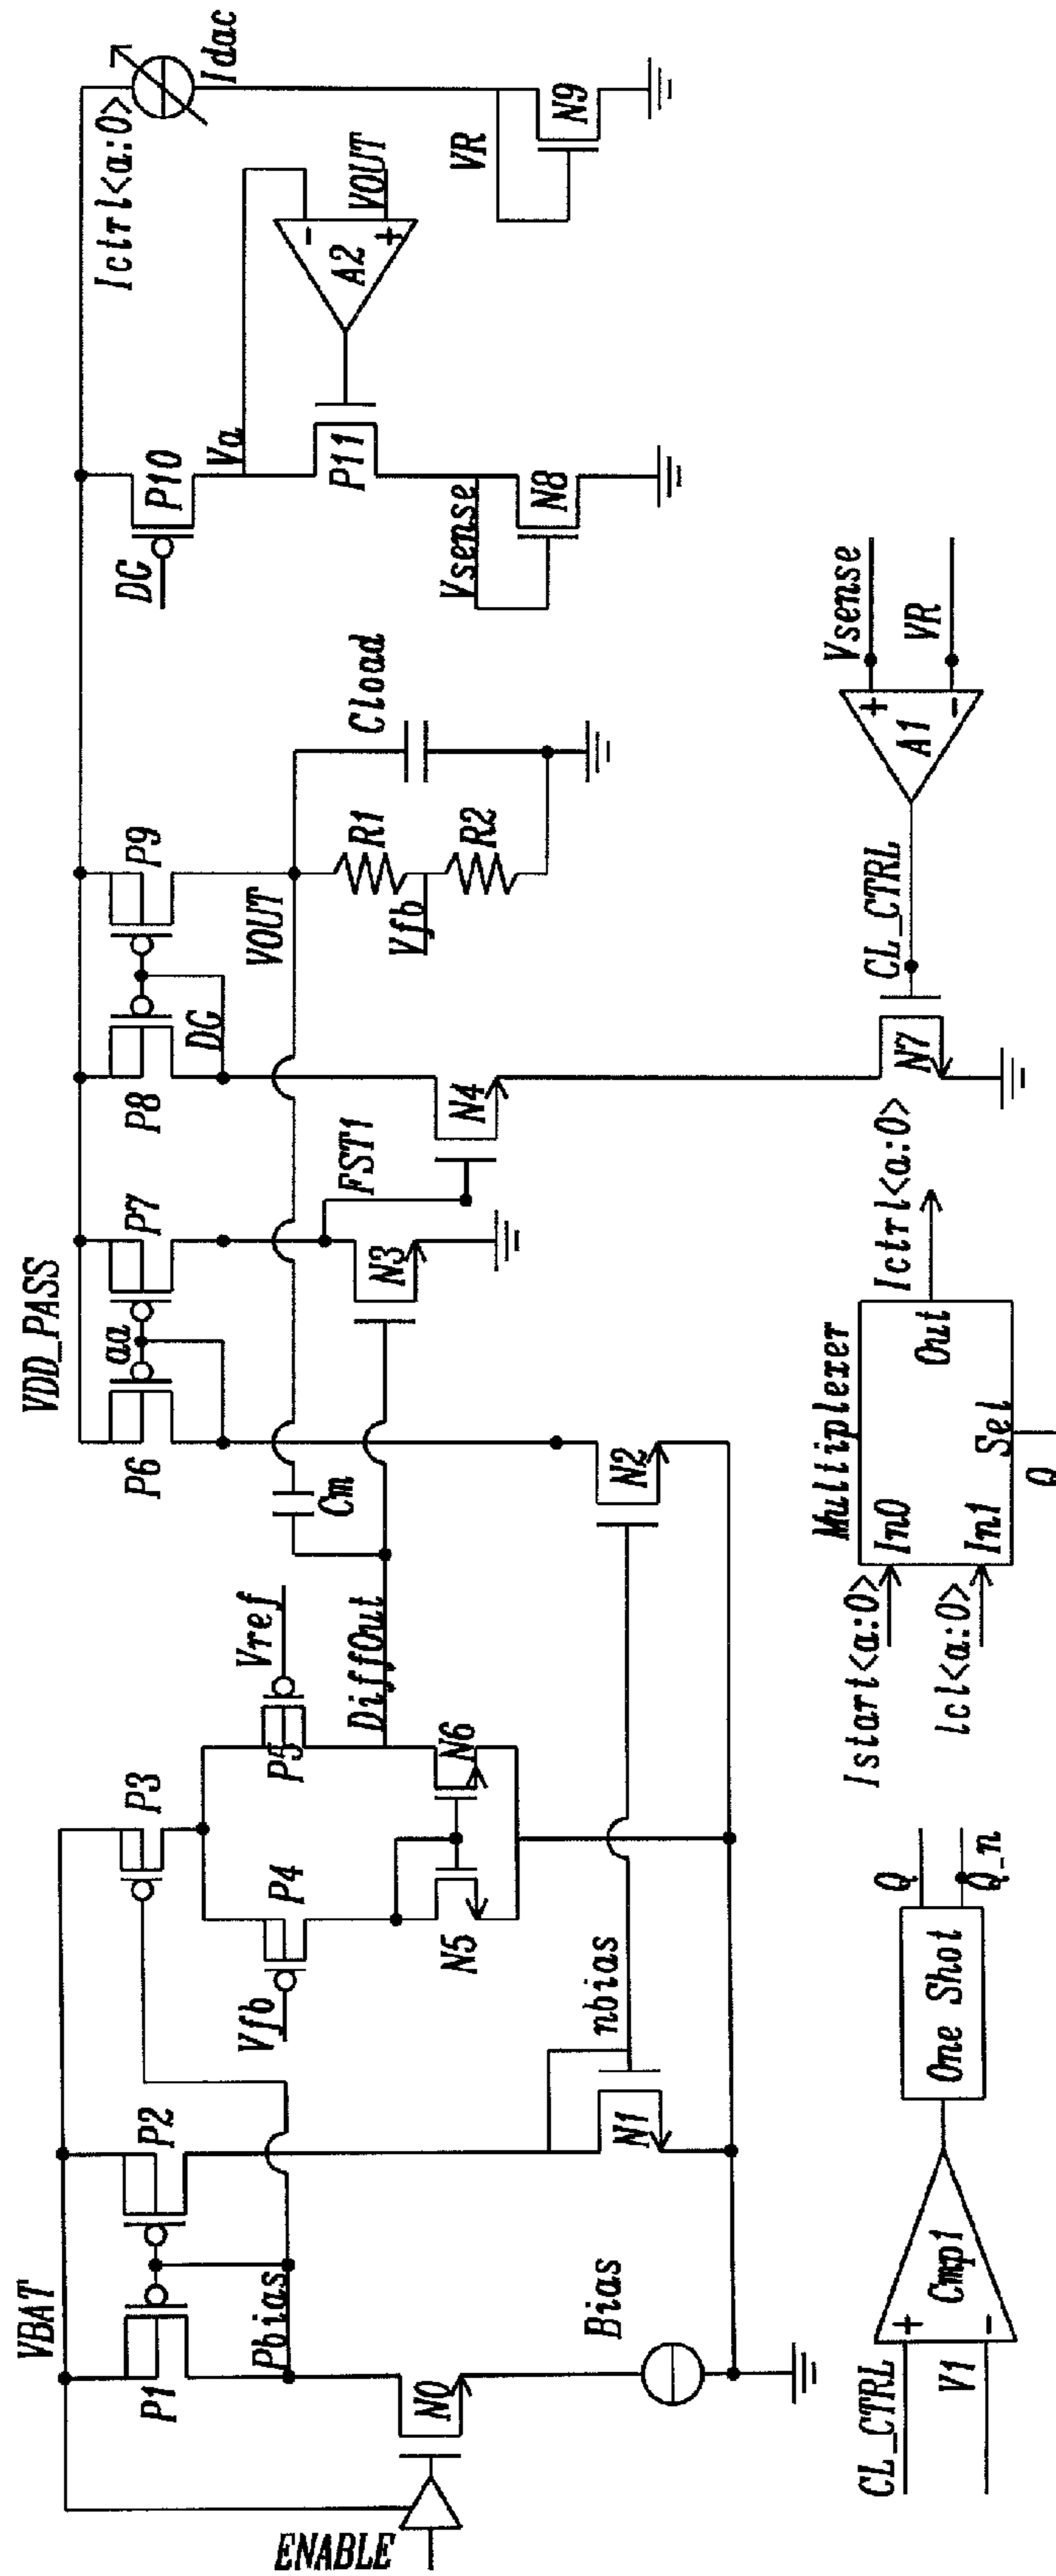 VBAT
VDD_PASS
Ictrl<a:0>
Idac
P1
P2
P3
P6
aa
P7
P8
P9
DG
DG
P10
Va
Pbias
Vfb
P4
P5
Vref
Cm
VOUT
FST1
R1
Vfb
R2
Cload
P11
A2
-
+
VOUT
VR
N9
ENABLE
N0
Bias
nbias
N1
N5
N6
DiffOut
N2
N3
N4
Vsense
N8
CL_CTRL
V1
+
-
Cmp1
One Shot
Q
Q_n
Istart<a:0>
Icl<a:0>
Multiplexer
In0
In1
Out
Sel
Q
Ictrl<a:0>
N7
CL_CTRL
A1
+
-
Vsense
VR